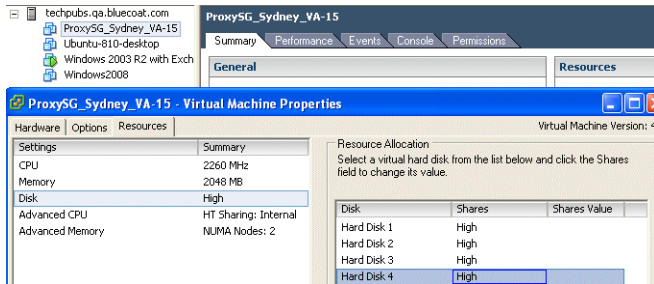 techpubs.qa.bluecoat.com
ProxySG_Sydney_VA-15
Ubuntu-810-desktop
Windows 2003 R2 with Exch
Windows2008
ProxySG_Sydney_VA-15
Summary Performance Events Console Permissions
General Resources
ProxySG_Sydney_VA-15 - Virtual Machine Properties
Hardware Options Resources Virtual Machine Version: 4
Settings Summary
CPU 2260 MHz
Memory 2048 MB
Disk High
Advanced CPU HT Sharing: Internal
Advanced Memory NUMA Nodes: 2
Resource Allocation
Select a virtual hard disk from the list below and click the Shares
field to change its value.
Disk Shares Shares Value
Hard Disk 1 High
Hard Disk 2 High
Hard Disk 3 High
Hard Disk 4 High